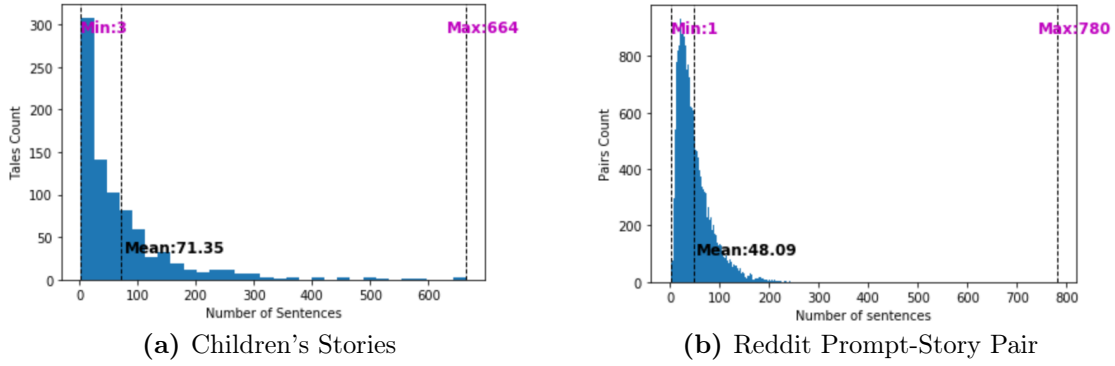 Min:3
Max:664
300
250
200
150
100
50
0
Tales Count
Mean:71.35
0 100 200 300 400 500 600
Number of Sentences
(a) Children's Stories
Min:1
Max:780
800
600
400
200
0
Pairs Count
Mean:48.09
0 100 200 300 400 500 600 700 800
Number of sentences
(b) Reddit Prompt-Story Pair